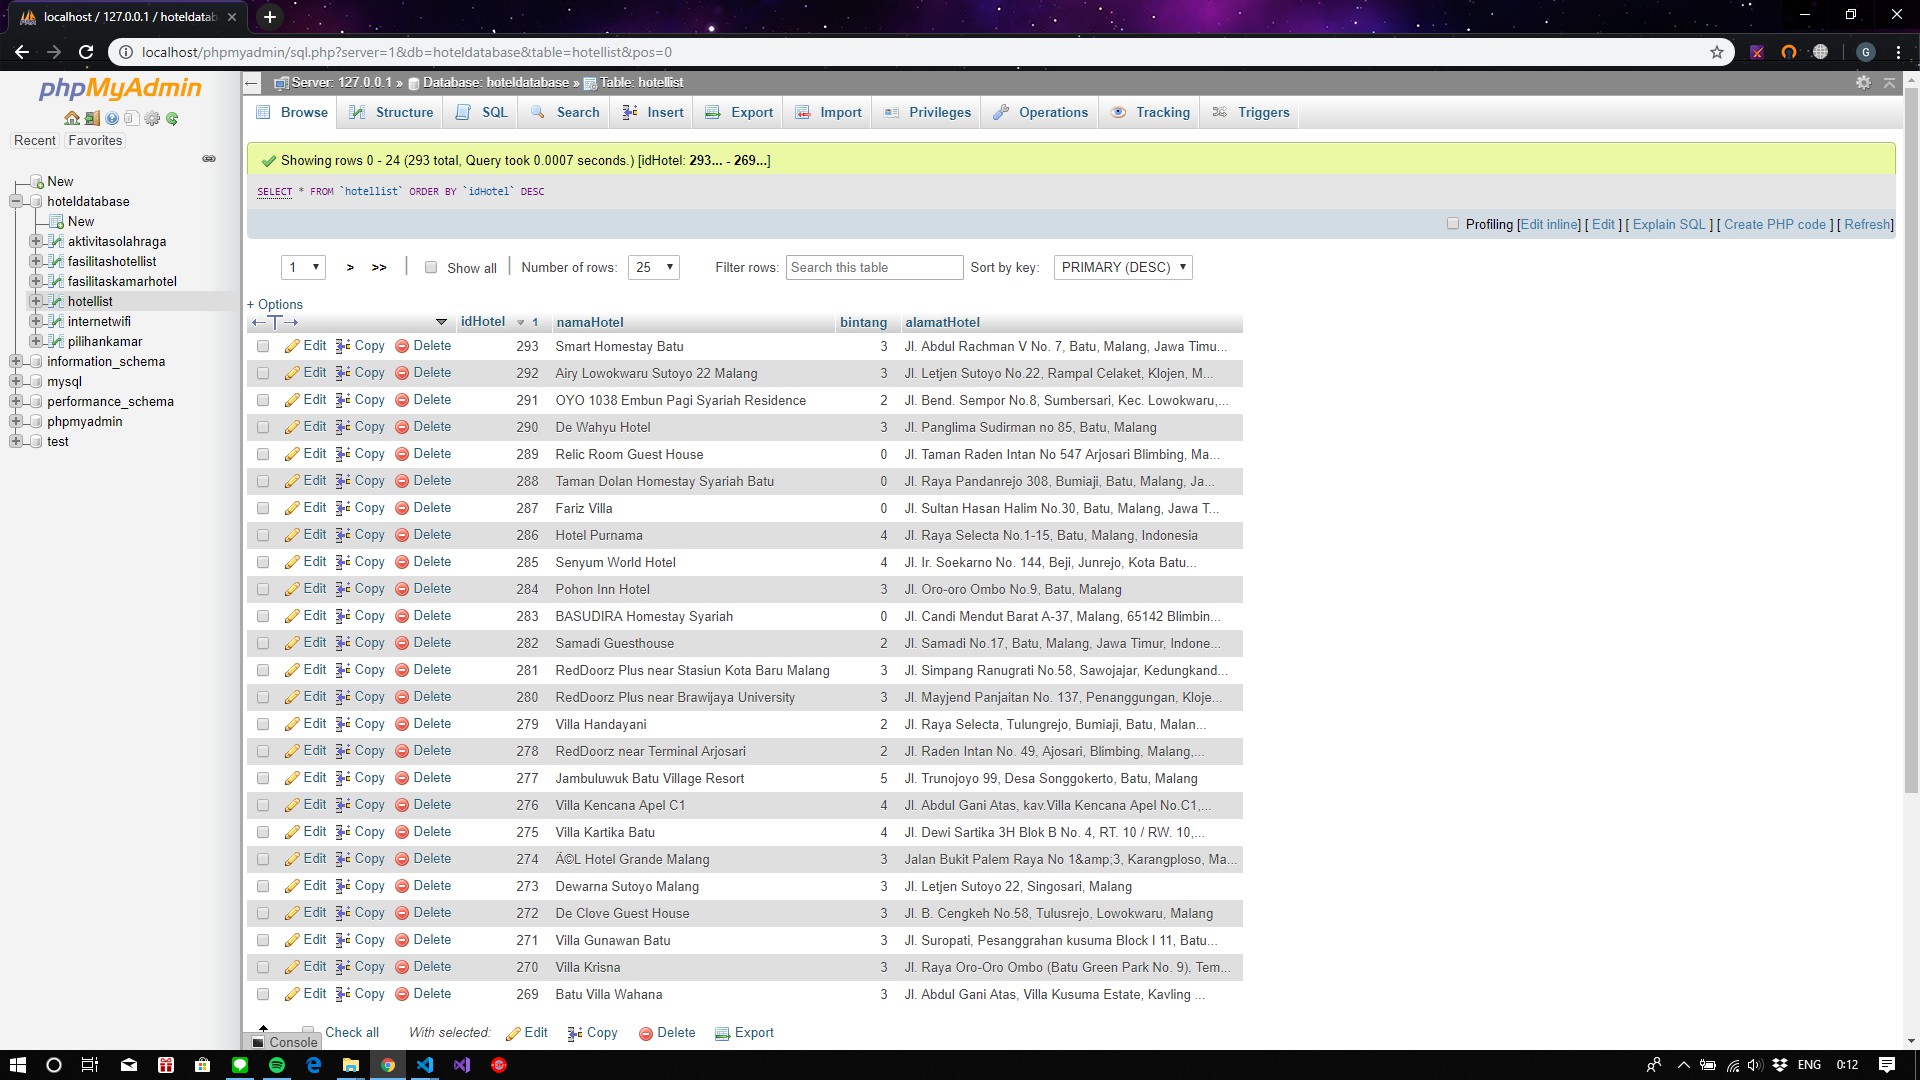 localhost / 127.0.0.1 / hoteldatab
localhost/phpmyadmin/sql.php?server=1&db=hoteldatabase&table=hotellist&pos=0
G
phpMyAdmin
Recent Favorites
New
hoteldatabase
New
aktivitasolahraga
fasilitashotellist
fasilitaskamarhotel
hotellist
internetwifi
pilihankamar
information_schema
mysql
performance_schema
phpmyadmin
test
Server: 127.0.0.1 » Database: hoteldatabase » Table: hotellist
Browse Structure SQL Search Insert Export Import Privileges Operations Tracking Triggers
Showing rows 0 - 24 (293 total, Query took 0.0007 seconds.) [idHotel: 293... - 269...]
SELECT * FROM `hotellist` ORDER BY `idHotel` DESC
Profiling [Edit inline] [ Edit ] [ Explain SQL ] [ Create PHP code ] [ Refresh]
1 > >> | Show all | Number of rows: 25 Filter rows: Search this table Sort by key: PRIMARY (DESC)
+ Options
←T→ idHotel 1 namaHotel bintang alamatHotel
Edit Copy Delete 293 Smart Homestay Batu 3 Jl. Abdul Rachman V No. 7, Batu, Malang, Jawa Timu...
Edit Copy Delete 292 Airy Lowokwaru Sutoyo 22 Malang 3 Jl. Letjen Sutoyo No.22, Rampal Celaket, Klojen, M...
Edit Copy Delete 291 OYO 1038 Embun Pagi Syariah Residence 2 Jl. Bend. Sempor No.8, Sumbersari, Kec. Lowokwaru,...
Edit Copy Delete 290 De Wahyu Hotel 3 Jl. Panglima Sudirman no 85, Batu, Malang
Edit Copy Delete 289 Relic Room Guest House 0 Jl. Taman Raden Intan No 547 Arjosari Blimbing, Ma...
Edit Copy Delete 288 Taman Dolan Homestay Syariah Batu 0 Jl. Raya Pandanrejo 308, Bumiaji, Batu, Malang, Ja...
Edit Copy Delete 287 Fariz Villa 0 Jl. Sultan Hasan Halim No.30, Batu, Malang, Jawa T...
Edit Copy Delete 286 Hotel Purnama 4 Jl. Raya Selecta No.1-15, Batu, Malang, Indonesia
Edit Copy Delete 285 Senyum World Hotel 4 Jl. Ir. Soekarno No. 144, Beji, Junrejo, Kota Batu...
Edit Copy Delete 284 Pohon Inn Hotel 3 Jl. Oro-oro Ombo No.9, Batu, Malang
Edit Copy Delete 283 BASUDIRA Homestay Syariah 0 Jl. Candi Mendut Barat A-37, Malang, 65142 Blimbin...
Edit Copy Delete 282 Samadi Guesthouse 2 Jl. Samadi No.17, Batu, Malang, Jawa Timur, Indone...
Edit Copy Delete 281 RedDoorz Plus near Stasiun Kota Baru Malang 3 Jl. Simpang Ranugrati No.58, Sawojajar, Kedungkand...
Edit Copy Delete 280 RedDoorz Plus near Brawijaya University 3 Jl. Mayjend Panjaitan No. 137, Penanggungan, Kloje...
Edit Copy Delete 279 Villa Handayani 2 Jl. Raya Selecta, Tulungrejo, Bumiaji, Batu, Malan...
Edit Copy Delete 278 RedDoorz near Terminal Arjosari 2 Jl. Raden Intan No. 49, Ajosari, Blimbing, Malang,...
Edit Copy Delete 277 Jambuluwuk Batu Village Resort 5 Jl. Trunojoyo 99, Desa Songgokerto, Batu, Malang
Edit Copy Delete 276 Villa Kencana Apel C1 4 Jl. Abdul Gani Atas, kav.Villa Kencana Apel No.C1,...
Edit Copy Delete 275 Villa Kartika Batu 4 Jl. Dewi Sartika 3H Blok B No. 4, RT. 10 / RW. 10,...
Edit Copy Delete 274 Ä©L Hotel Grande Malang 3 Jalan Bukit Palem Raya No 1&amp;3, Karangploso, Ma...
Edit Copy Delete 273 Dewarna Sutoyo Malang 3 Jl. Letjen Sutoyo 22, Singosari, Malang
Edit Copy Delete 272 De Clove Guest House 3 Jl. B. Cengkeh No.58, Tulusrejo, Lowokwaru, Malang
Edit Copy Delete 271 Villa Gunawan Batu 3 Jl. Suropati, Pesanggrahan kusuma Block I 11, Batu...
Edit Copy Delete 270 Villa Krisna 3 Jl. Raya Oro-Oro Ombo (Batu Green Park No. 9), Tem...
Edit Copy Delete 269 Batu Villa Wahana 3 Jl. Abdul Gani Atas, Villa Kusuma Estate, Kavling ...
Check all With selected: Edit Copy Delete Export
Console
ENG 0:12